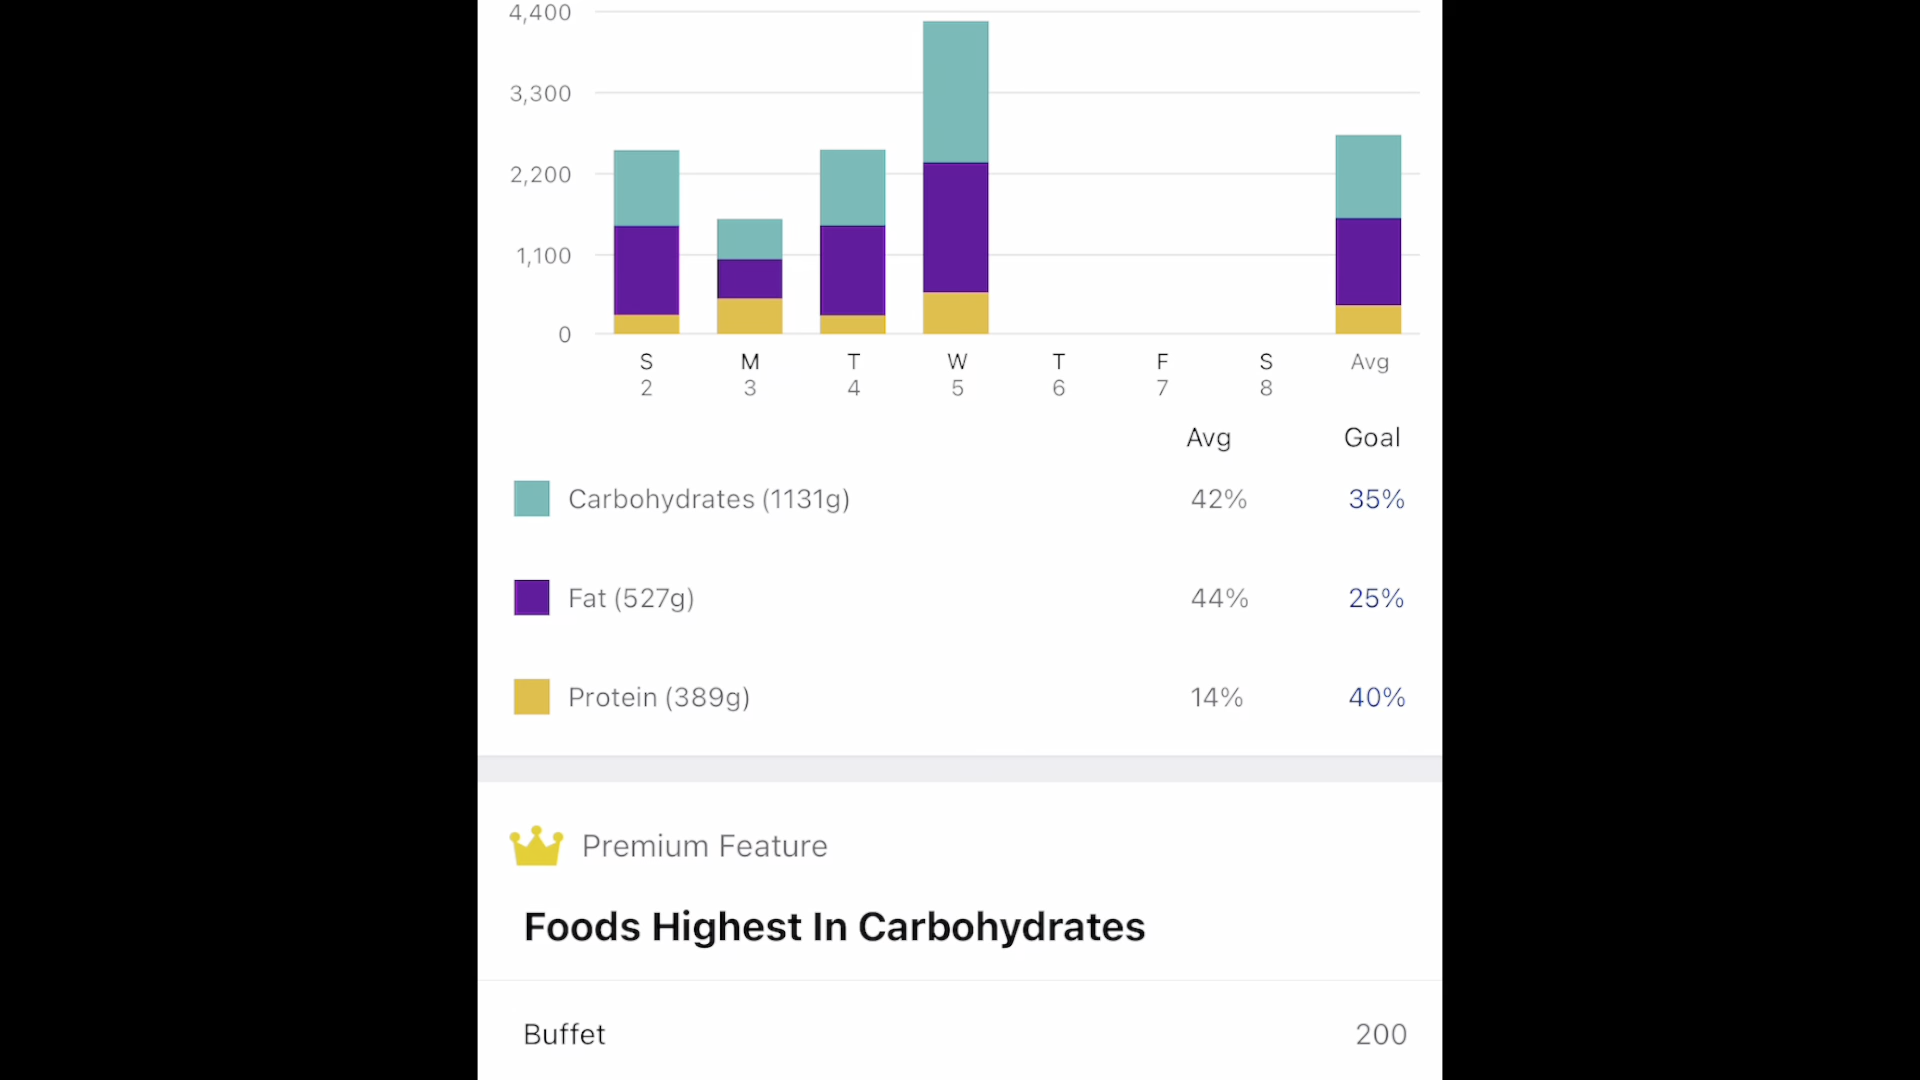 4,400
3,300
2,200
1,100
0
S M T W T F S Avg
2 3 4 5 6 7 8
Avg Goal
Carbohydrates (1131g) 42% 35%
Fat (527g) 44% 25%
Protein (389g) 14% 40%
Premium Feature
Foods Highest In Carbohydrates
Buffet 200